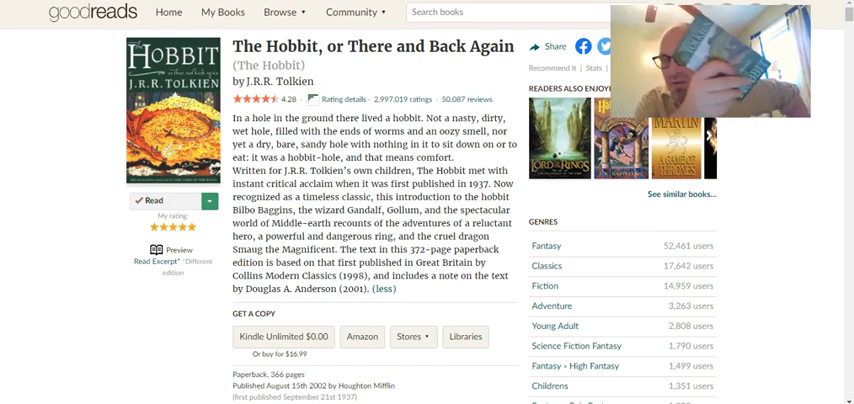 goodreads Home My Books Browse Community Search books
The HOBBIT
or there and back again
J.R.R. TOLKIEN
Read
My rating:
Preview
Read Excerpt* *Different
edition
The Hobbit, or There and Back Again
(The Hobbit)
by J.R.R. Tolkien
4.28 Rating details · 2,997,019 ratings · 50,087 reviews
In a hole in the ground there lived a hobbit. Not a nasty, dirty,
wet hole, filled with the ends of worms and an oozy smell, nor
yet a dry, bare, sandy hole with nothing in it to sit down on or to
eat: it was a hobbit-hole, and that means comfort.
Written for J.R.R. Tolkien's own children, The Hobbit met with
instant critical acclaim when it was first published in 1937. Now
recognized as a timeless classic, this introduction to the hobbit
Bilbo Baggins, the wizard Gandalf, Gollum, and the spectacular
world of Middle-earth recounts of the adventures of a reluctant
hero, a powerful and dangerous ring, and the cruel dragon
Smaug the Magnificent. The text in this 372-page paperback
edition is based on that first published in Great Britain by
Collins Modern Classics (1998), and includes a note on the text
by Douglas A. Anderson (2001). (less)
GET A COPY
Kindle Unlimited $0.00 Amazon Stores Libraries
Or buy for $16.99
Paperback, 366 pages
Published August 15th 2002 by Houghton Mifflin
(first published September 21st 1937)
Share
Recommend It | Stats |
READERS ALSO ENJOYE
LORD OF THE RINGS
MARTIN
A GAME OF
THRONES
See similar books...
GENRES
Fantasy 52,461 users
Classics 17,642 users
Fiction 14,959 users
Adventure 3,263 users
Young Adult 2,808 users
Science Fiction Fantasy 1,790 users
Fantasy > High Fantasy 1,499 users
Childrens 1,351 users